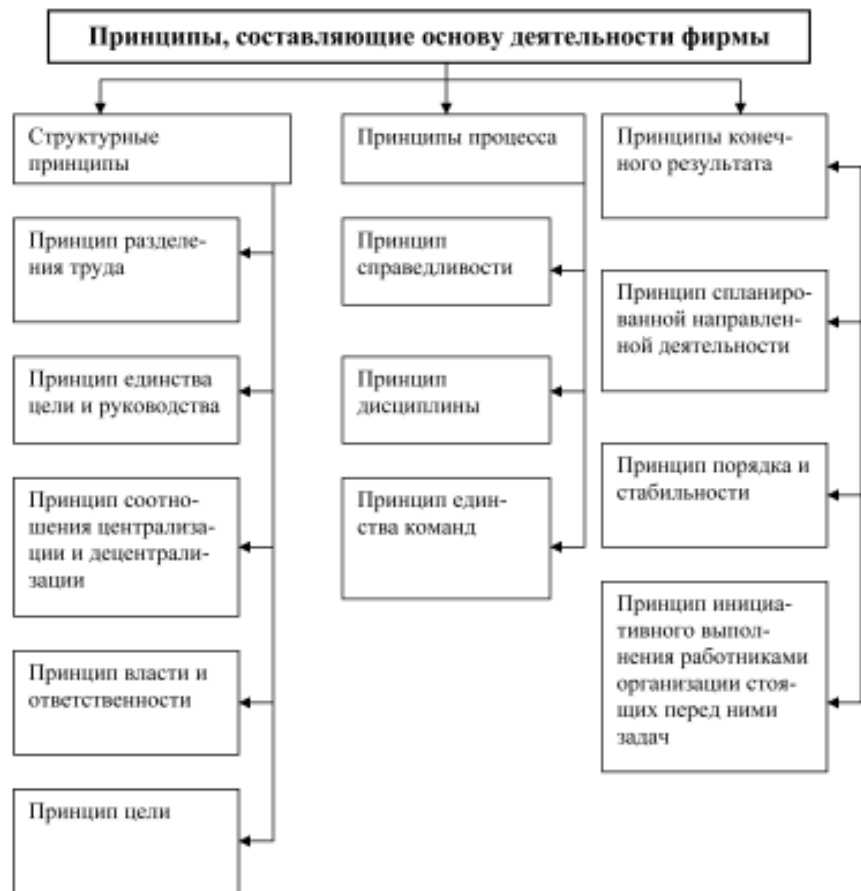 Принципы, составляющие основу деятельности фирмы
Структурные
принципы
Принцип разделе-
ния труда
Принцип единства
цели и руководства
Принцип соотно-
шения централиза-
ции и децентрали-
зации
Принцип власти и
ответственности
Принцип цели
Принципы процесса
Принцип
справедливости
Принцип
дисциплины
Принцип един-
ства команд
Принципы конеч-
ного результата
Принцип спланиро-
ванной направлен-
ной деятельности
Принцип порядка и
стабильности
Принцип инициа-
тивного выпол-
нения работниками
организации стоя-
щих перед ними
задач